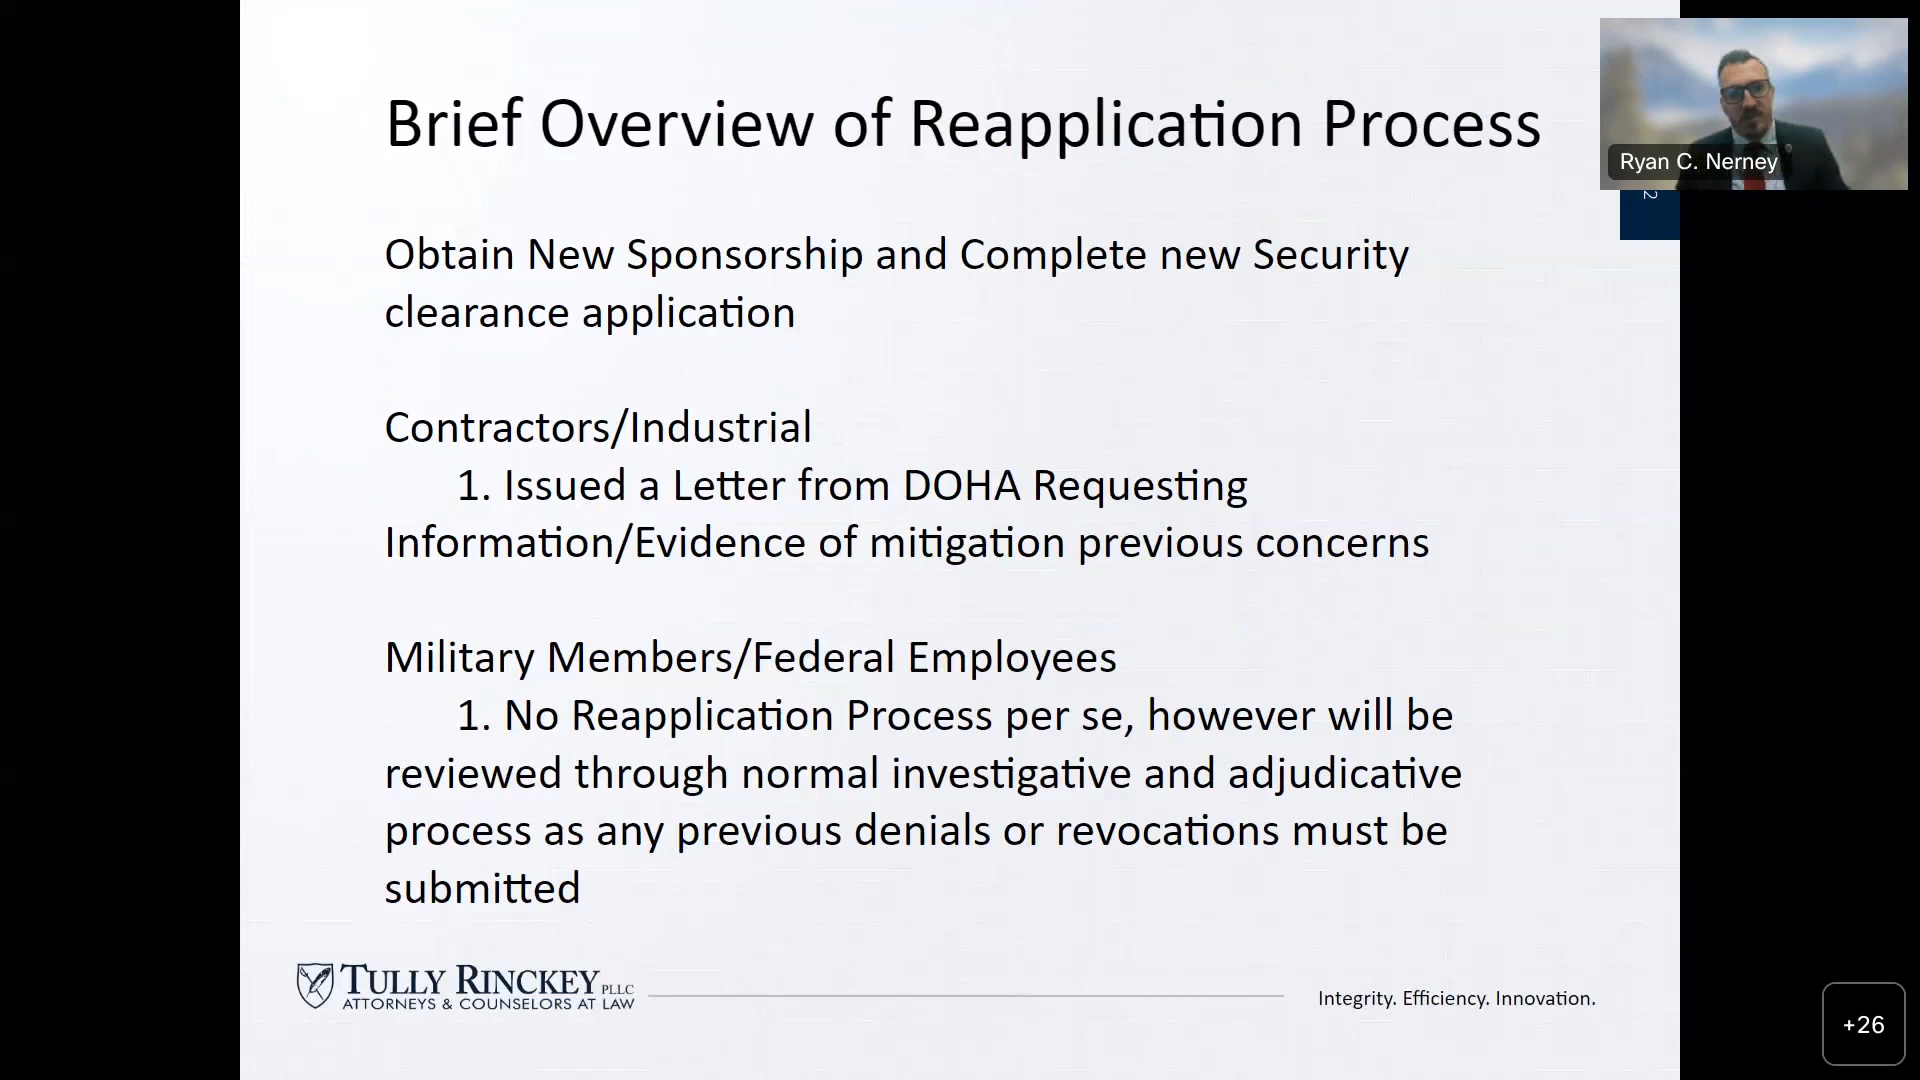 Brief Overview of Reapplication Process
Ryan C. Nerney
2
Obtain New Sponsorship and Complete new Security
clearance application
Contractors/Industrial
1. Issued a Letter from DOHA Requesting
Information/Evidence of mitigation previous concerns
Military Members/Federal Employees
1. No Reapplication Process per se, however will be
reviewed through normal investigative and adjudicative
process as any previous denials or revocations must be
submitted
TULLY RINCKEY PLLC
ATTORNEYS & COUNSELORS AT LAW
Integrity. Efficiency. Innovation.
+26